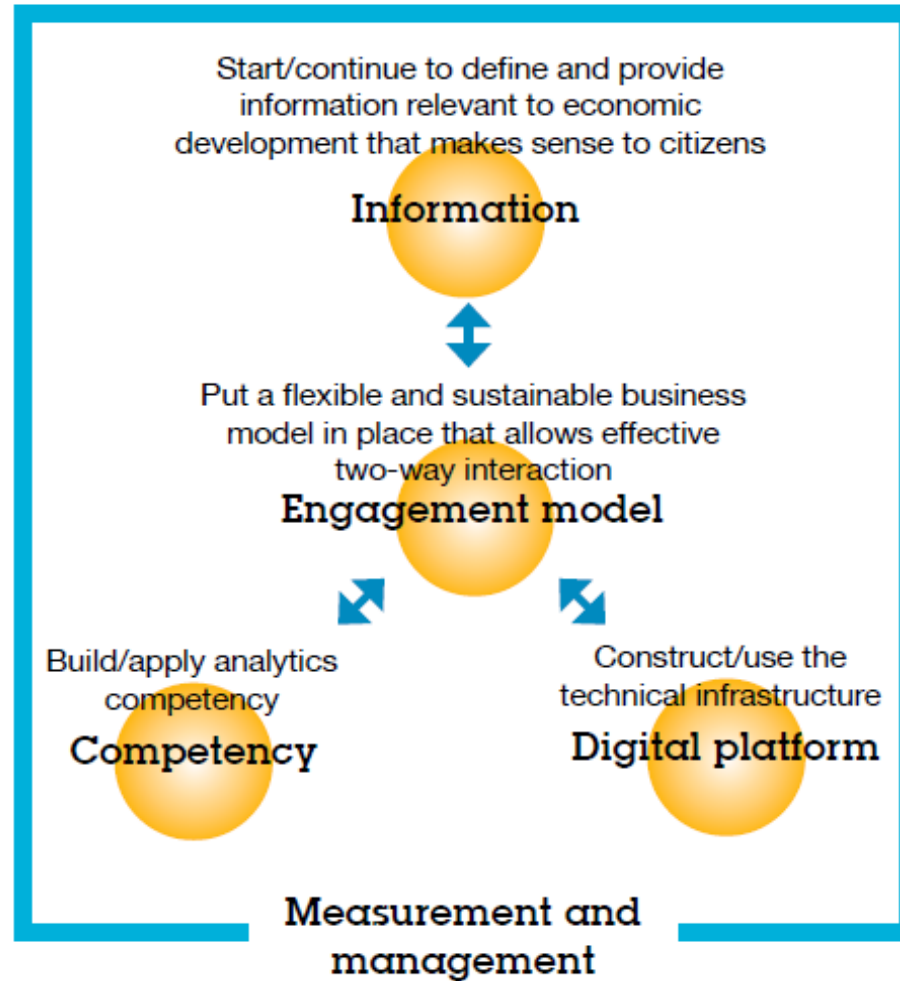 Start/continue to define and provide
information relevant to economic
development that makes sense to citizens
Information
Put a flexible and sustainable business
model in place that allows effective
two-way interaction
Engagement model
Build/apply analytics
competency
Competency
Construct/use the
technical infrastructure
Digital platform
Measurement and
management